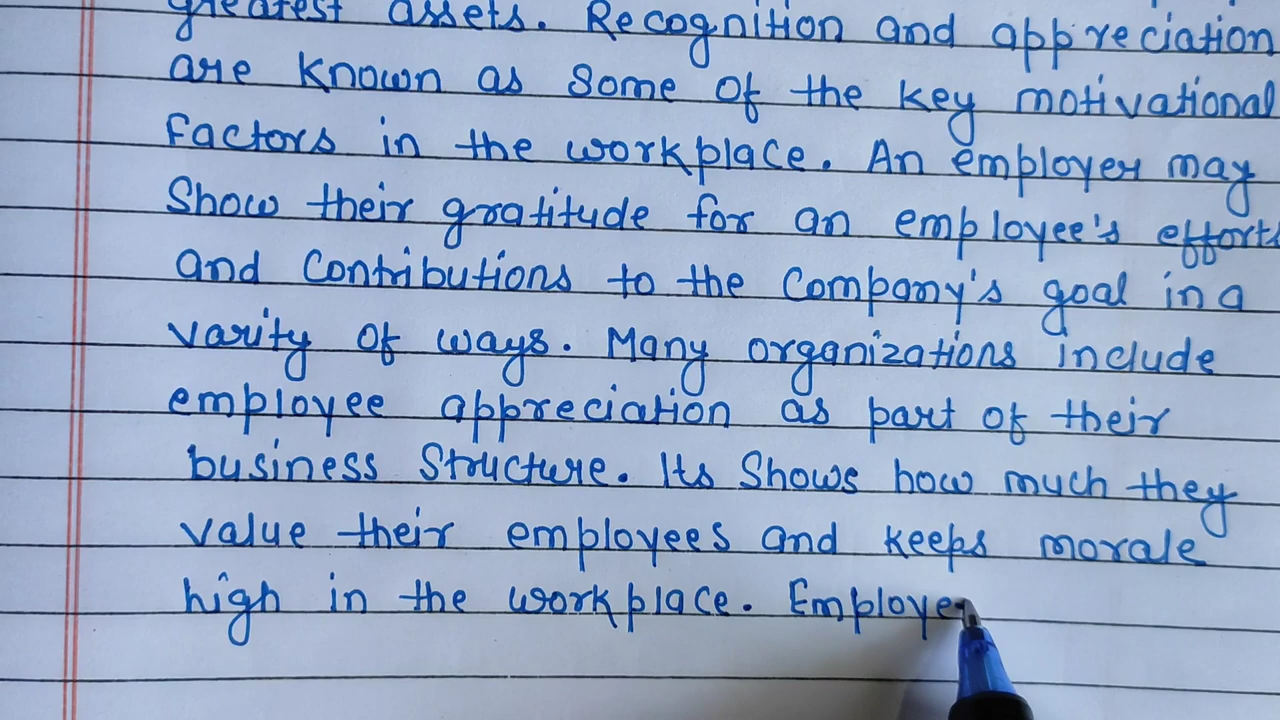 greatest assets. Recognition and appreciation
are known as some of the key motivational
factors in the workplace. An employer may
Show their gratitude for an employee's efforts
and contributions to the company's goal in a
varity of ways. Many organizations include
employee appreciation as part of their
business structure. Its Shows how much they
value their employees and keeps morale
high in the workplace. Employe